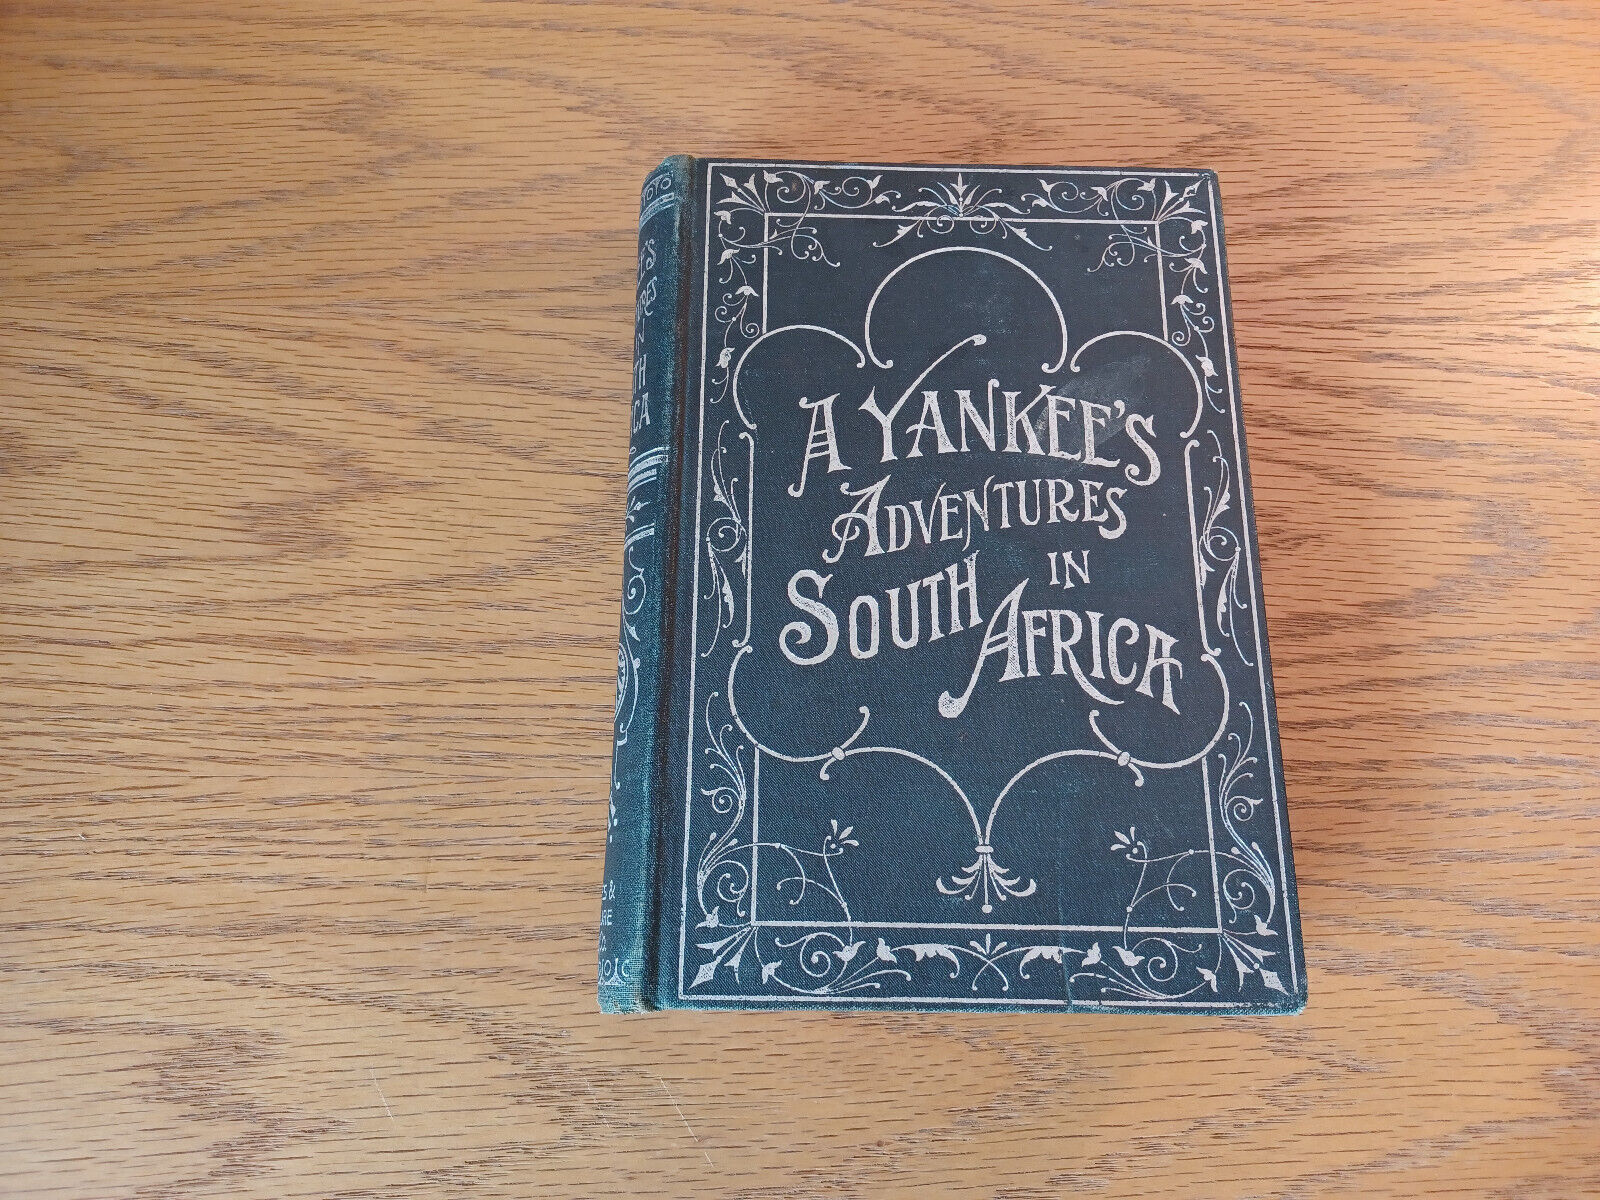 A YANKEE'S
ADVENTURES
IN
SOUTH
AFRICA